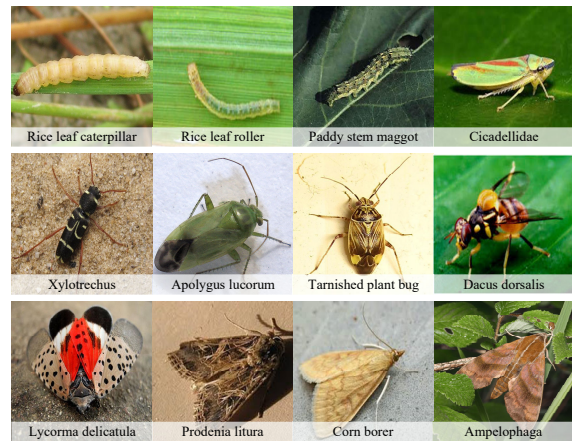 Rice leaf caterpillar
Rice leaf roller
Paddy stem maggot
Cicadellidae
Xylotrechus
Apolygus lucorum
Tarnished plant bug
Dacus dorsalis
Lycorma delicatula
Prodenia litura
Corn borer
Ampelophaga